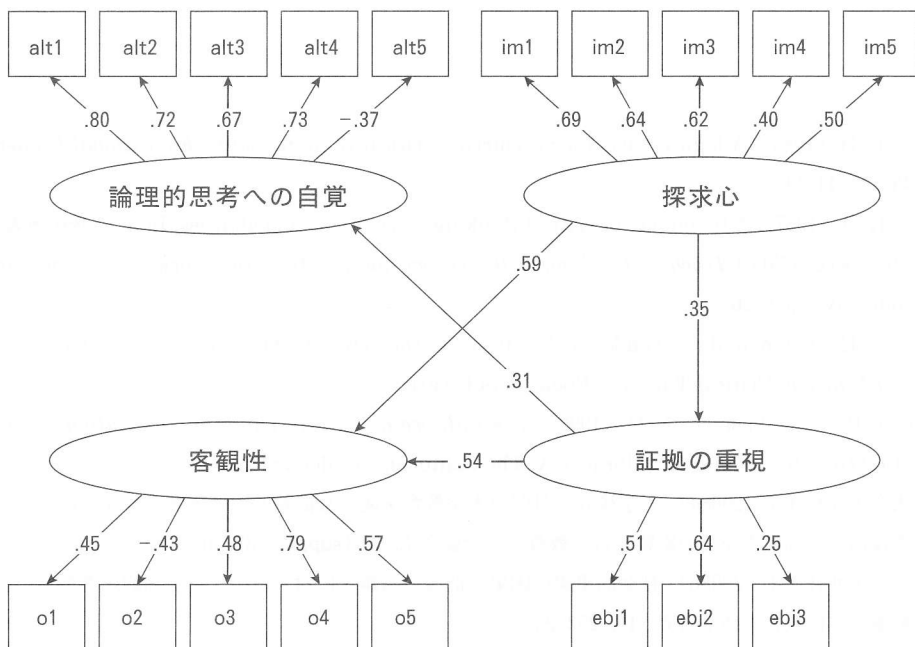 alt1 alt2 alt3 alt4 alt5 im1 im2 im3 im4 im5
.80 .72 .67 .73 −.37 .69 .64 .62 .40 .50
論理的思考への自覚 探求心
.59
.35
.31
客観性 .54 証拠の重視
.45 −.43 .48 .79 .57 .51 .64 .25
o1 o2 o3 o4 o5 ebj1 ebj2 ebj3